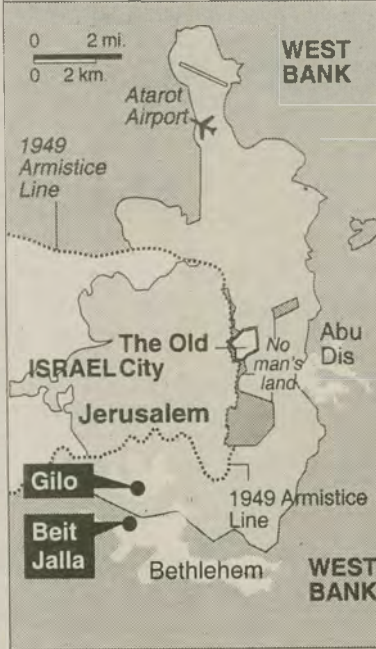 0 2 mi.
0 2 km
WEST
BANK
Atarot
Airport
1949
Armistice
Line
The Old
City
No
man's
land
Abu
Dis
ISRAEL
Jerusalem
Gilo
1949 Armistice
Line
Beit
Jalla
Bethlehem
WEST
BANK